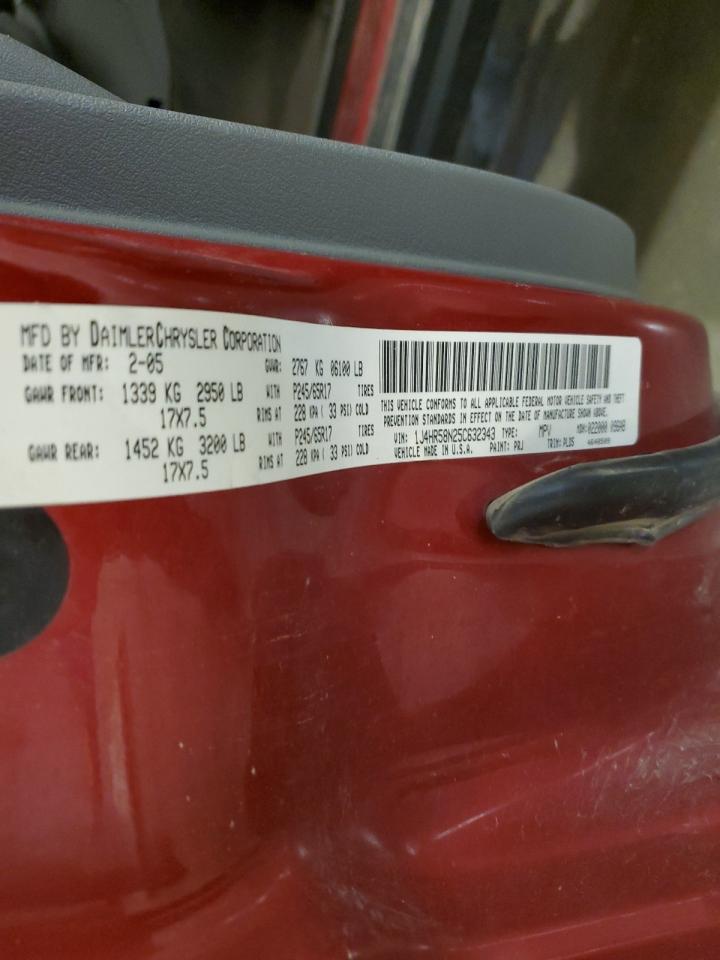 MFD BY DAIMLERCHRYSLER CORPORATION
DATE OF MFR: 2-05 GVWR: 2767 KG 06100 LB
GAWR FRONT: 1339 KG 2950 LB WITH P245/65R17 TIRES
17X7.5 RIMS AT 228 KPA ( 33 PSI) COLD
GAWR REAR: 1452 KG 3200 LB WITH P245/65R17 TIRES
17X7.5 RIMS AT 228 KPA ( 33 PSI) COLD
THIS VEHICLE CONFORMS TO ALL APPLICABLE FEDERAL MOTOR VEHICLE SAFETY AND THEFT
PREVENTION STANDARDS IN EFFECT ON THE DATE OF MANUFACTURE SHOWN ABOVE.
VIN: 1J4HR58N25C632343 TYPE: MPV MDH: 022808
VEHICLE MADE IN U.S.A. PAINT: PRJ TRIM: